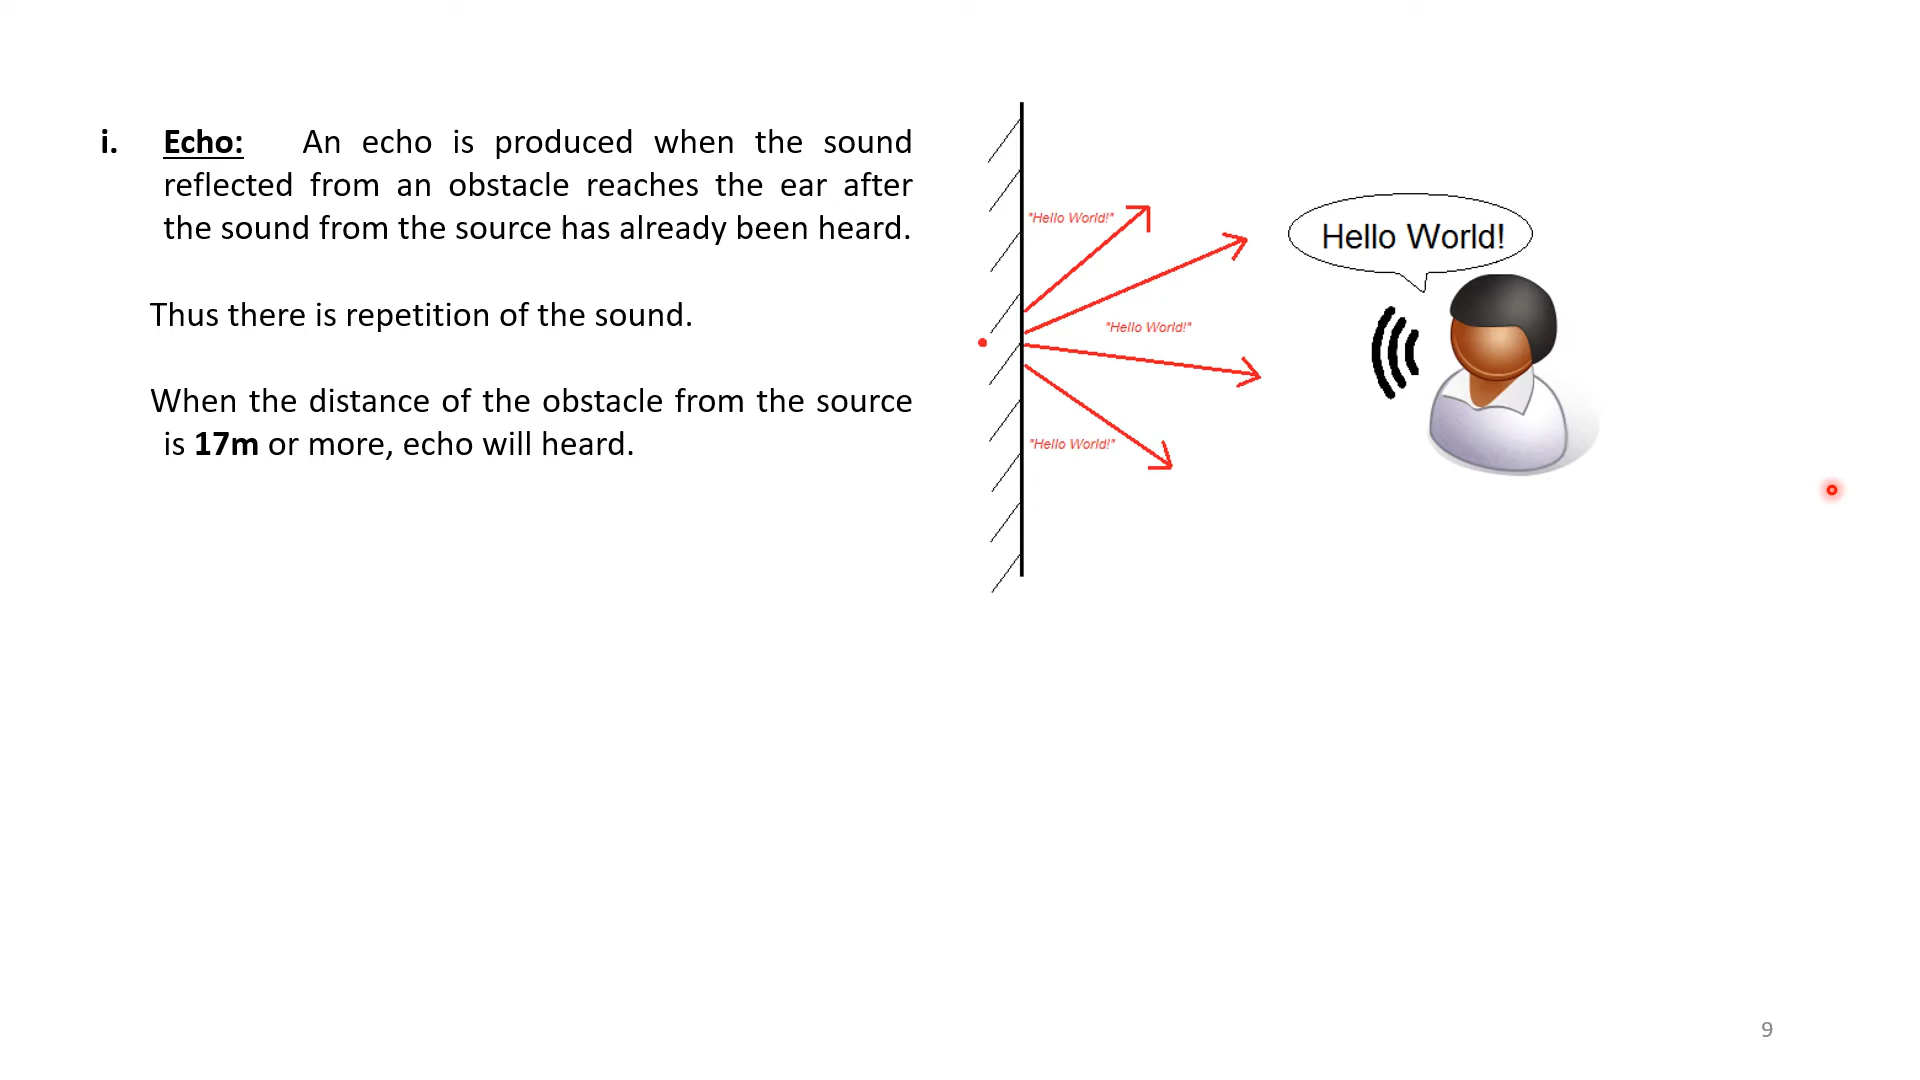 i. Echo: An echo is produced when the sound
reflected from an obstacle reaches the ear after
the sound from the source has already been heard.
Thus there is repetition of the sound.
When the distance of the obstacle from the source
is 17m or more, echo will heard.
"Hello World!"
Hello World!
"Hello World!"
"Hello World!"
9